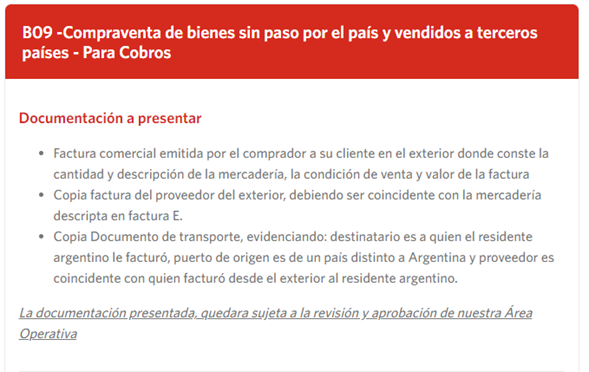 B09 -Compraventa de bienes sin paso por el país y vendidos a terceros
países - Para Cobros
Documentación a presentar
• Factura comercial emitida por el comprador a su cliente en el exterior donde conste la
cantidad y descripción de la mercadería, la condición de venta y valor de la factura
• Copia factura del proveedor del exterior, debiendo ser coincidente con la mercadería
descripta en factura E.
• Copia Documento de transporte, evidenciando: destinatario es a quien el residente
argentino le facturó, puerto de origen es de un país distinto a Argentina y proveedor es
coincidente con quien facturó desde el exterior al residente argentino.
La documentación presentada, quedara sujeta a la revisión y aprobación de nuestra Área
Operativa